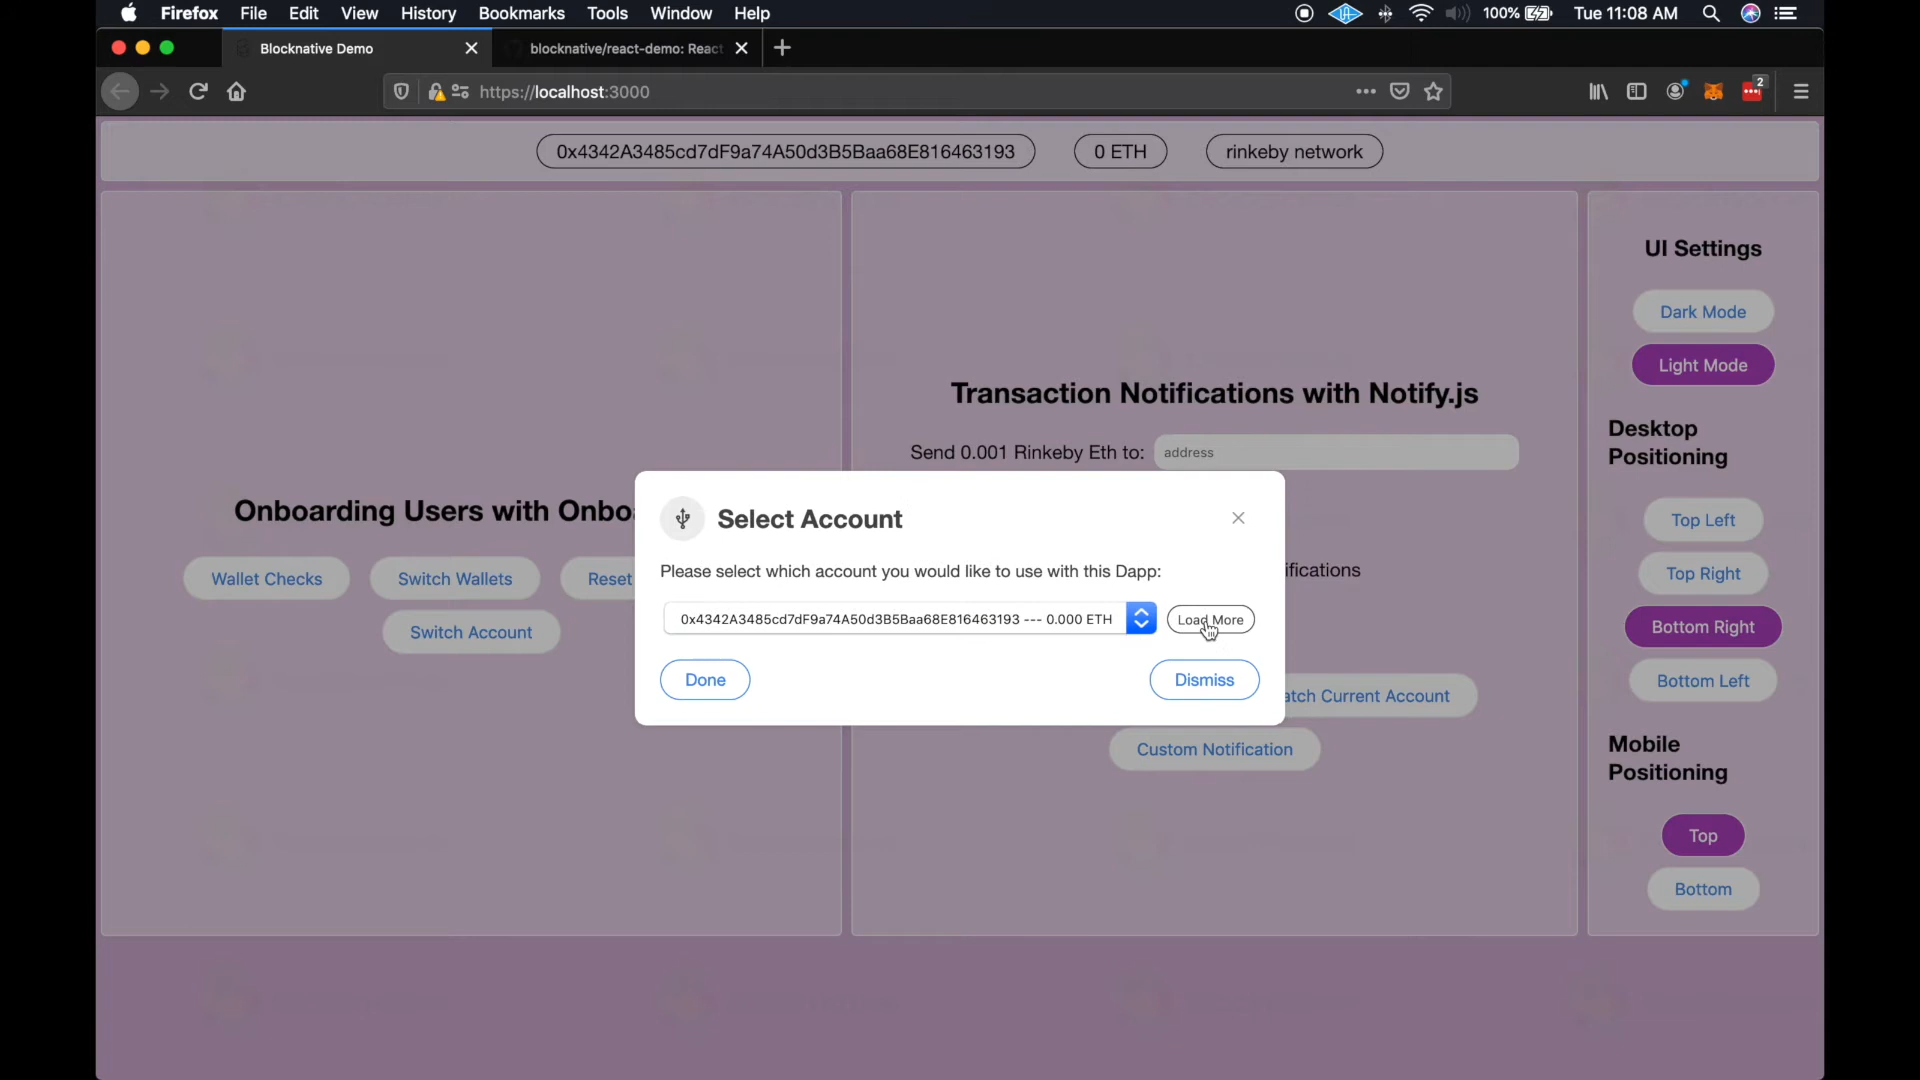 Firefox File Edit View History Bookmarks Tools Window Help 100% Tue 11:08 AM
Blocknative Demo blocknative/react-demo: React
https://localhost:3000 2
0x4342A3485cd7dF9a74A50d3B5Baa68E816463193 0 ETH rinkeby network
Onboarding Users with Onbo
Wallet Checks Switch Wallets Reset
Switch Account
Transaction Notifications with Notify.js
Send 0.001 Rinkeby Eth to: address
ifications
atch Current Account
Custom Notification
Select Account
Please select which account you would like to use with this Dapp:
0x4342A3485cd7dF9a74A50d3B5Baa68E816463193 --- 0.000 ETH Load More
Done Dismiss
UI Settings
Dark Mode
Light Mode
Desktop
Positioning
Top Left
Top Right
Bottom Right
Bottom Left
Mobile
Positioning
Top
Bottom